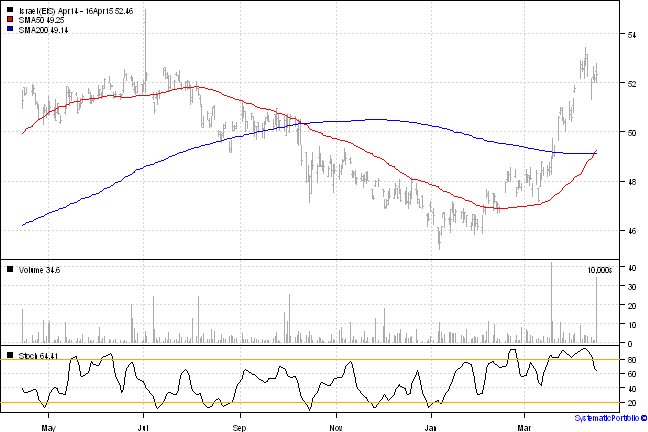 Israel(EIS) Apr14 - 16Apr15 52.46
SMA50 49.25
SMA200 49.14
54
52
50
48
46
Volume 34.6
10,000s
40
30
20
10
0
Stoch 64.41
80
60
40
20
May
Jul
Sep
Nov
Jan
Mar
SystematicPortfolio ©